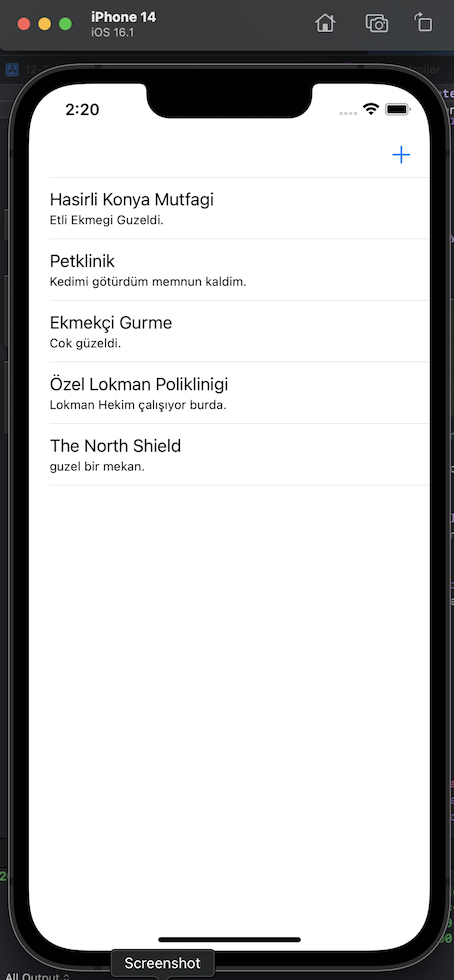 iPhone 14
iOS 16.1
2:20
Hasirli Konya Mutfagi
Etli Ekmegi Guzeldi.
Petklinik
Kedimi götürdüm memnun kaldim.
Ekmekçi Gurme
Cok güzeldi.
Özel Lokman Poliklinigi
Lokman Hekim çalışıyor burda.
The North Shield
guzel bir mekan.
All Output
Screenshot